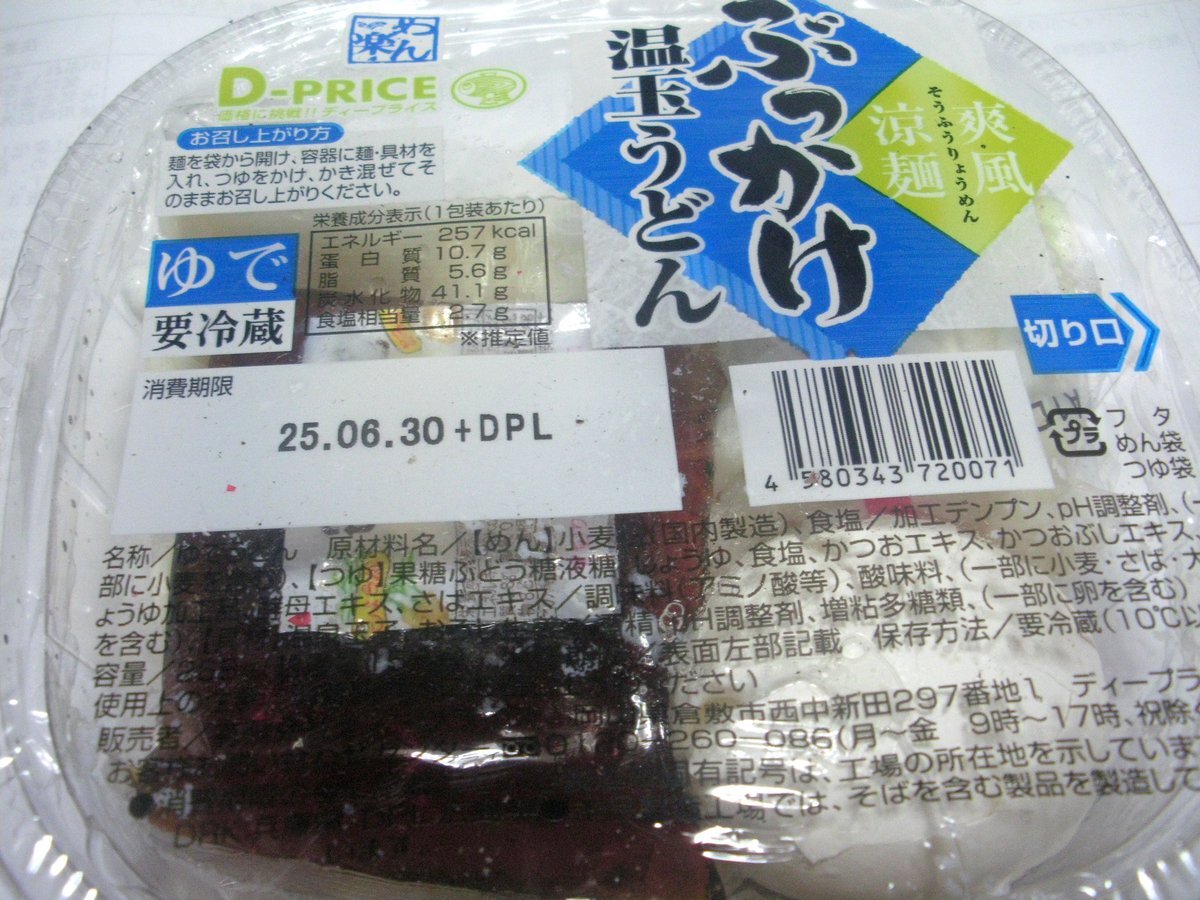 めん楽
D-PRICE
価格に挑戦!! ディープライス
お召し上がり方
麺を袋から開け、容器に麺・具材を
入れ、つゆをかけ、かき混ぜてそ
のままお召し上がりください。
ぶっかけ
温玉うどん
そうふうりょうめん
爽風
涼麺
栄養成分表示(1包装あたり)
エネルギー 257 kcal
蛋白質 10.7 g
脂質 5.6 g
炭水化物 41.1 g
食塩相当量 2.7 g
※推定値
ゆで
要冷蔵
切り口
消費期限
25.06.30+DPL
4 580343 720071
プラ
フタ
めん袋
つゆ袋
名称/ゆ 原材料名/【めん】小麦 (国内製造)、食塩/加工デンプン、pH調整剤、(
部に小麦 【つゆ】果糖ぶどう糖液糖、しょうゆ、食塩、かつおエキス、かつおぶしエキス、
ょうゆ加工 酵母エキス、さばエキス/調味料(アミノ酸等)、酸味料、(一部に小麦・さば・大
を含む)、 pH調整剤、増粘多糖類、(一部に卵を含む)
容量/ 表面左部記載 保存方法/要冷蔵(10℃以
使用上の ださい
販売者 倉敷市西中新田297番地1 ディープラ
260-086(月〜金 9時〜17時、祝除
固有記号は、工場の所在地を示していま
工場では、そばを含む製品を製造して